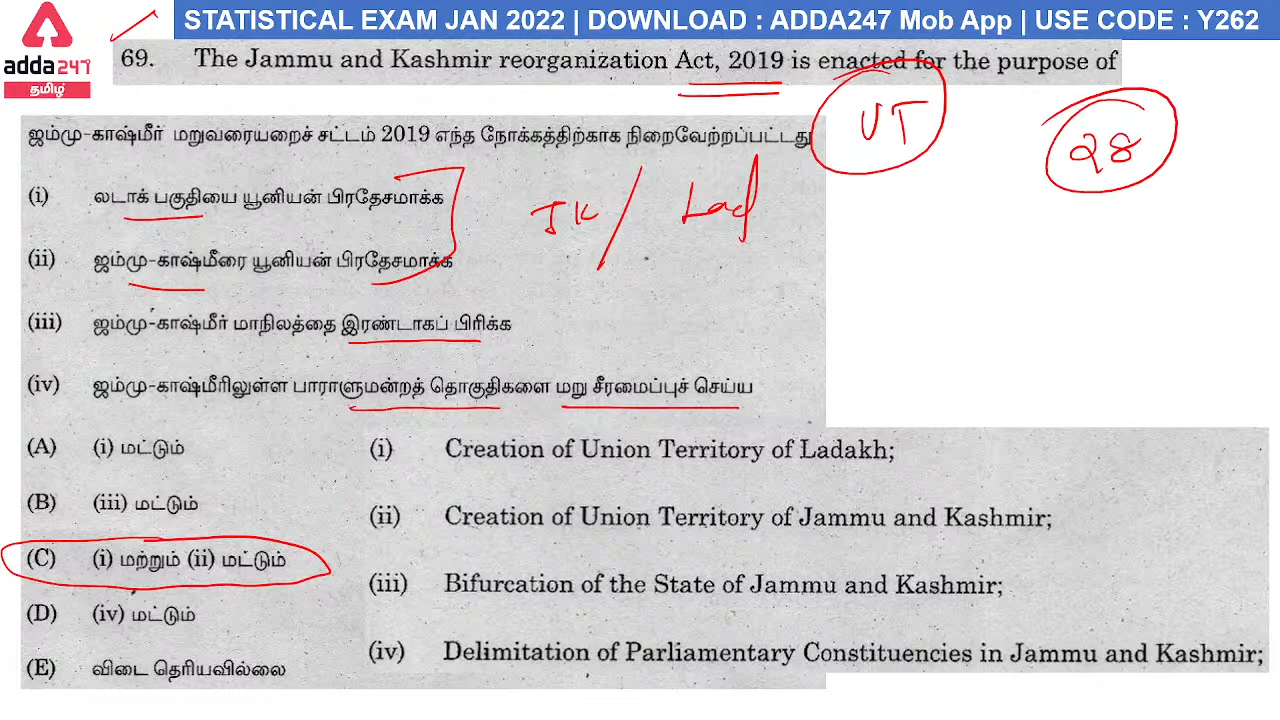 STATISTICAL EXAM JAN 2022 | DOWNLOAD : ADDA247 Mob App | USE CODE : Y262
adda247
தமிழ்
69. The Jammu and Kashmir reorganization Act, 2019 is enacted for the purpose of
UT
28
ஜம்மு-காஷ்மீர் மறுவரையறைச் சட்டம் 2019 எந்த நோக்கத்திற்காக நிறைவேற்றப்பட்டது
(i) லடாக் பகுதியை யூனியன் பிரதேசமாக்க
JK / Lad
(ii) ஜம்மு-காஷ்மீரை யூனியன் பிரதேசமாக்க
(iii) ஜம்மு-காஷ்மீர் மாநிலத்தை இரண்டாகப் பிரிக்க
(iv) ஜம்மு-காஷ்மீரிலுள்ள பாராளுமன்றத் தொகுதிகளை மறு சீரமைப்புச் செய்ய
(A) (i) மட்டும்
(B) (iii) மட்டும்
(C) (i) மற்றும் (ii) மட்டும்
(D) (iv) மட்டும்
(E) விடை தெரியவில்லை
(i) Creation of Union Territory of Ladakh;
(ii) Creation of Union Territory of Jammu and Kashmir;
(iii) Bifurcation of the State of Jammu and Kashmir;
(iv) Delimitation of Parliamentary Constituencies in Jammu and Kashmir;